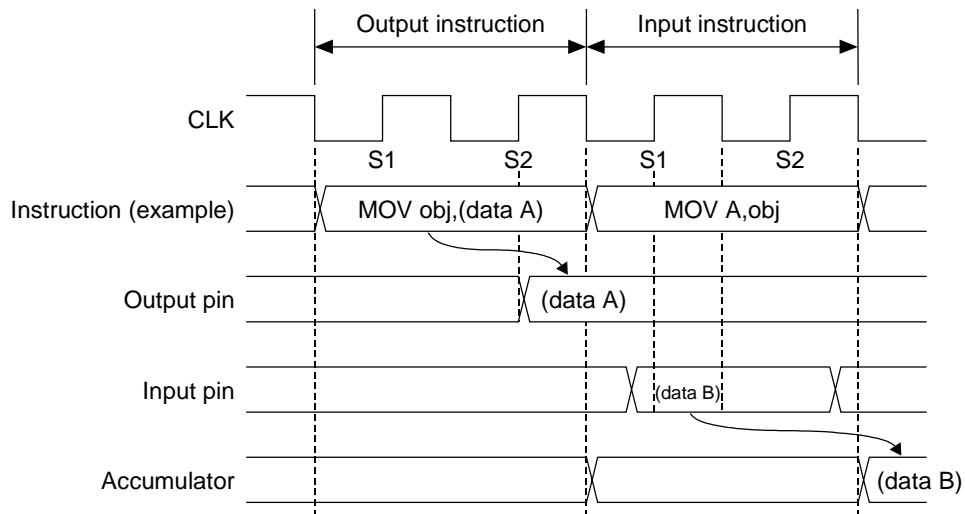 Output instruction
Input instruction
CLK
S1
S2
S1
S2
Instruction (example)
MOV obj,(data A)
MOV A,obj
Output pin
(data A)
Input pin
(data B)
Accumulator
(data B)